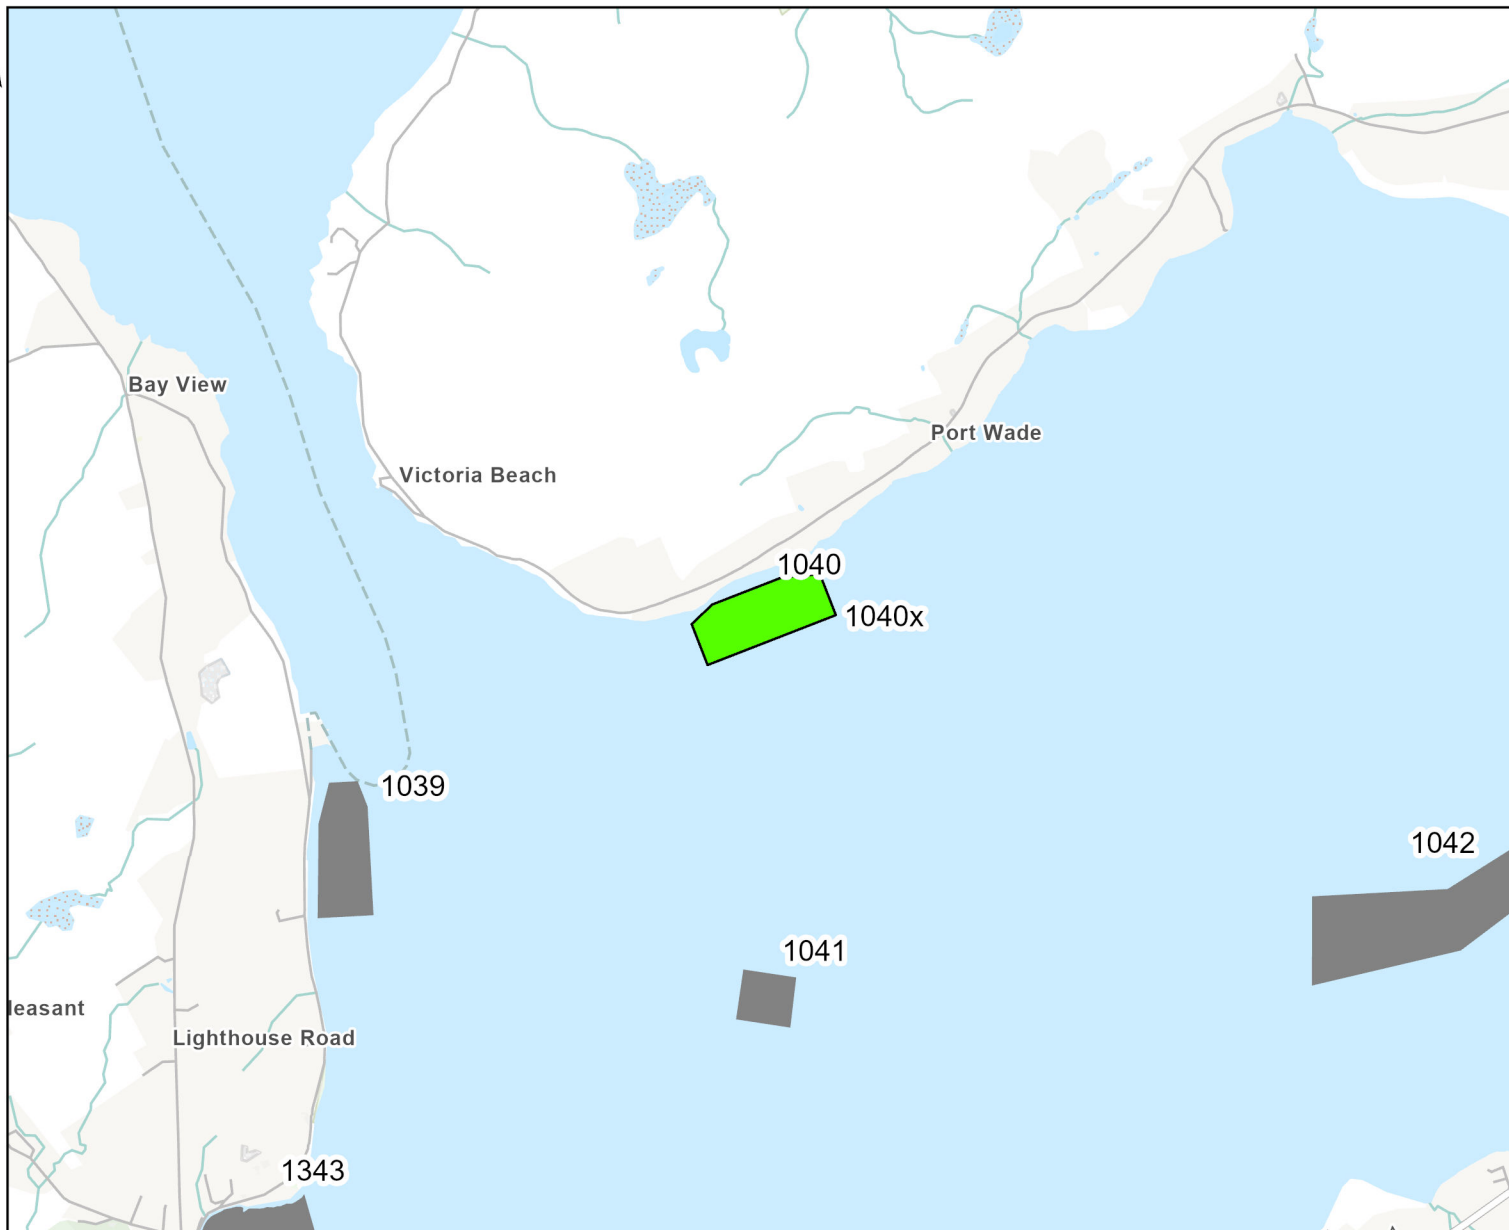 Bay View
Port Wade
Victoria Beach
1040
1040x
1039
1042
1041
leasant
Lighthouse Road
1343